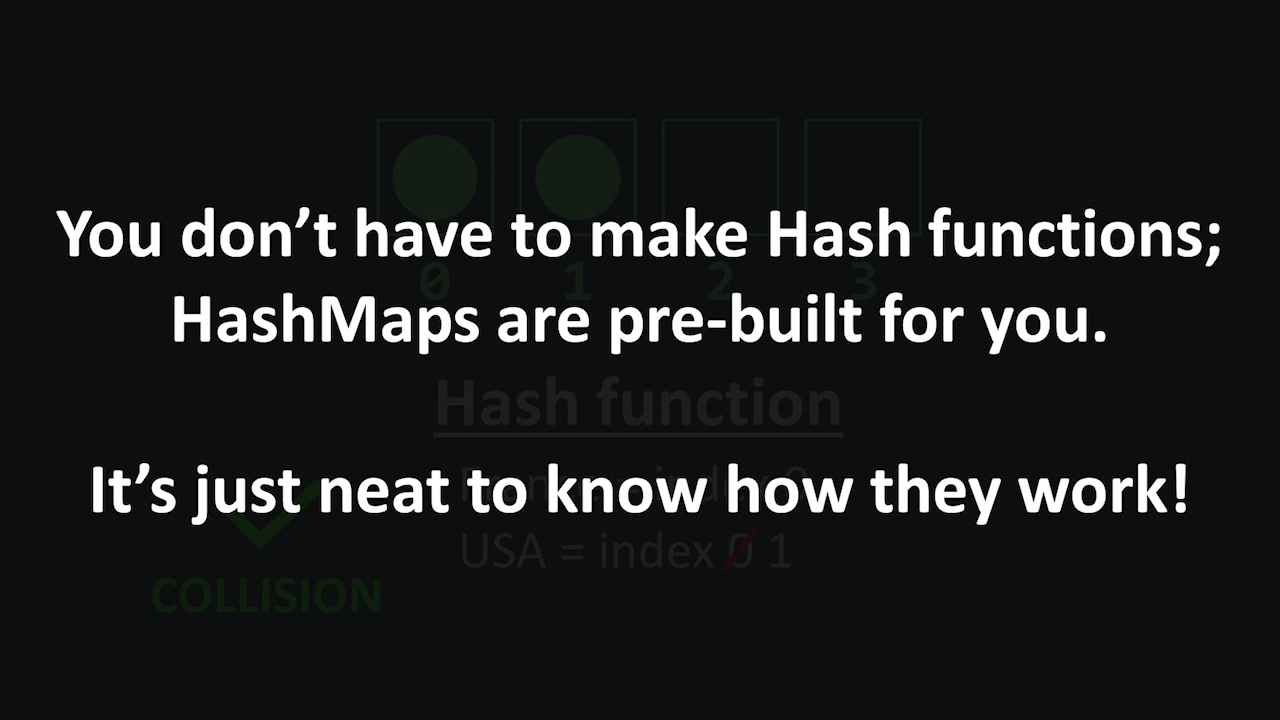 You don’t have to make Hash functions;
0 1 2 3
HashMaps are pre-built for you.
Hash function
It’s just neat to know how they work!
USA = index 0 1
COLLISION